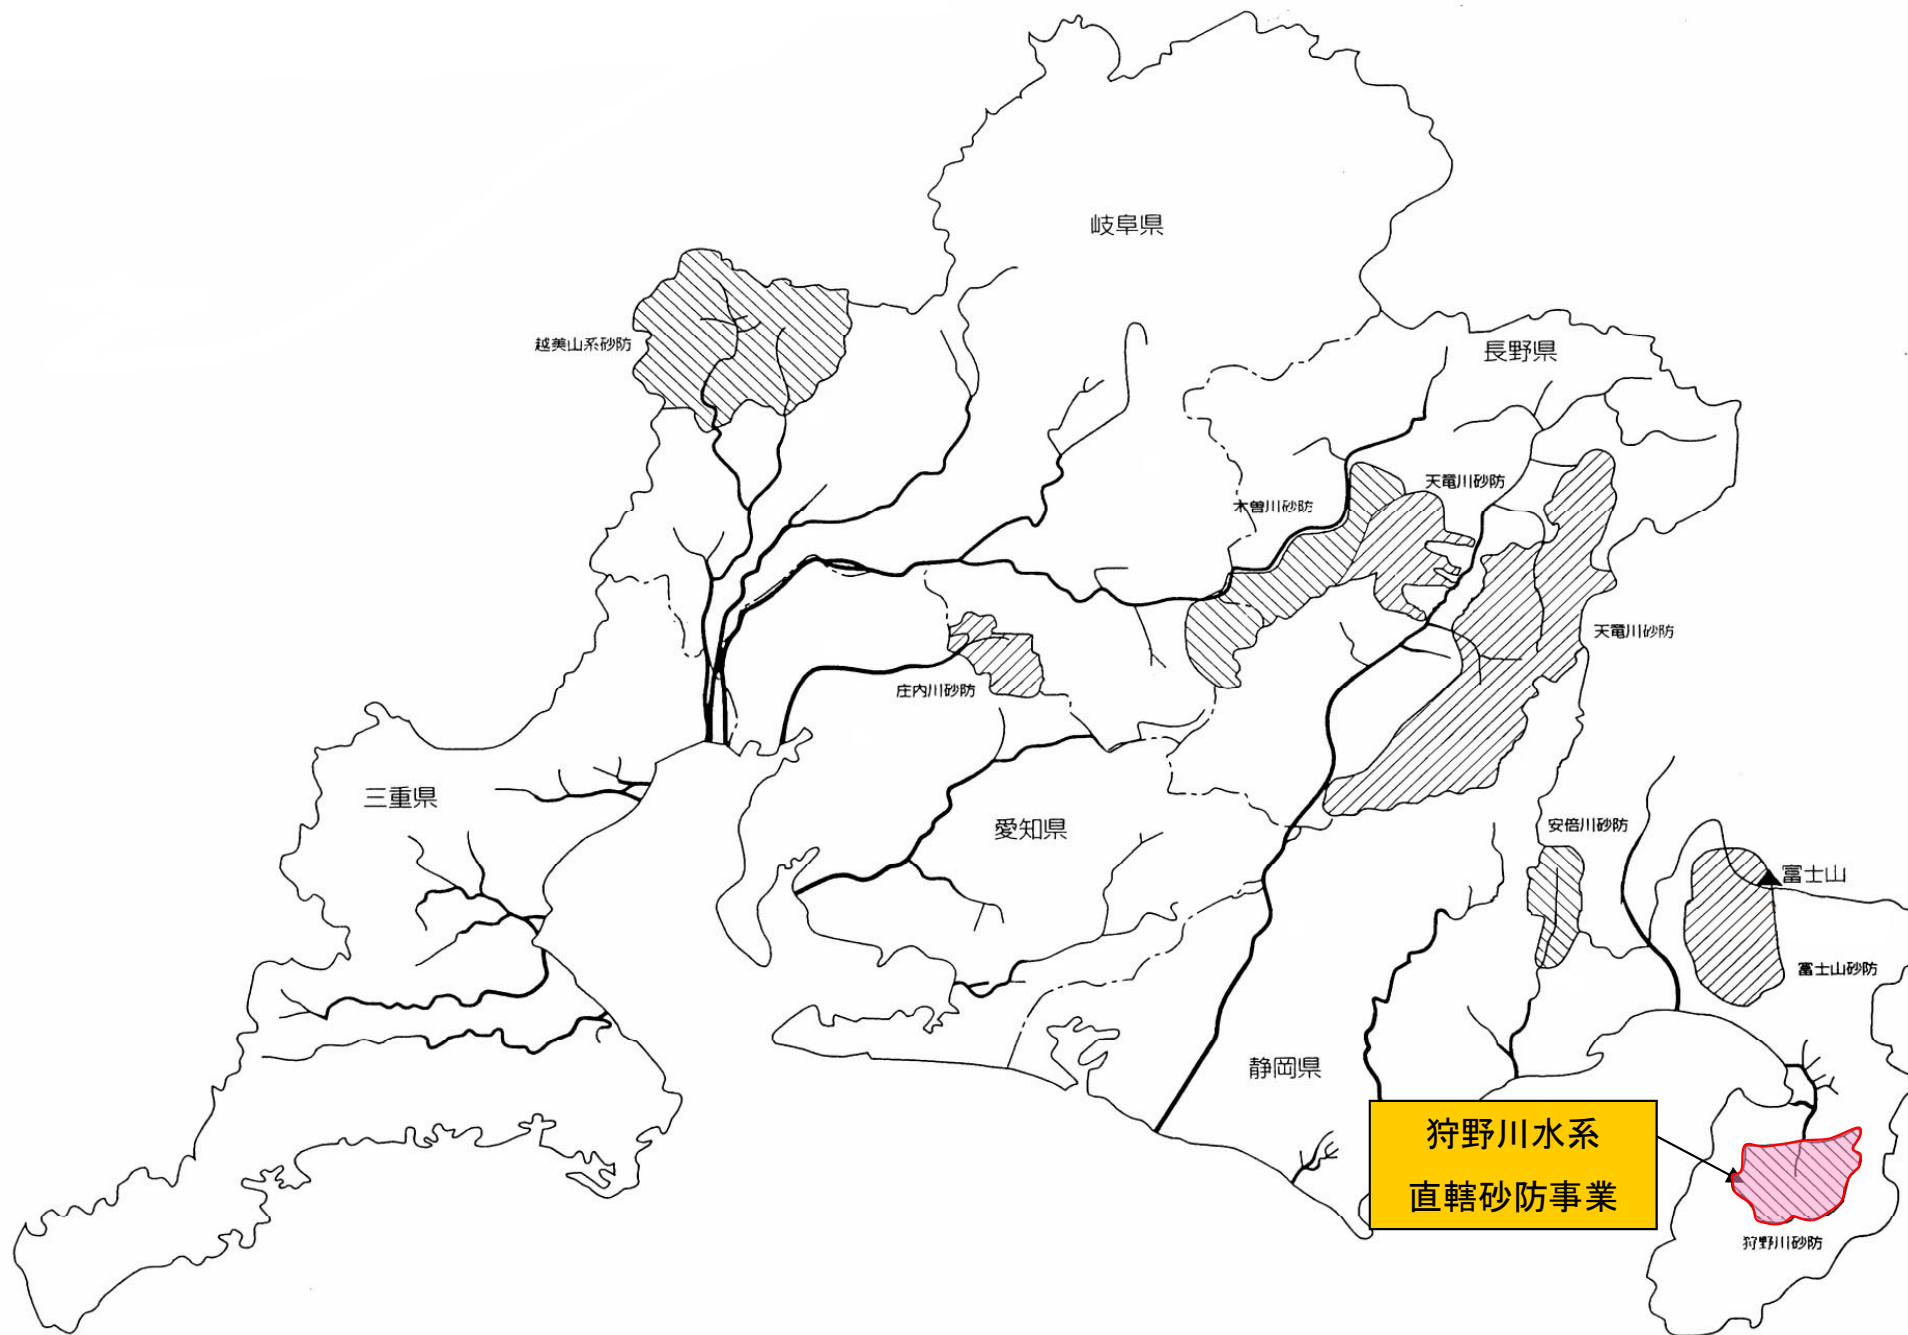 岐阜県
越美山系砂防
長野県
天竜川砂防
木曽川砂防
天竜川砂防
庄内川砂防
三重県
愛知県
安倍川砂防
富士山
富士山砂防
静岡県
狩野川水系
直轄砂防事業
狩野川砂防